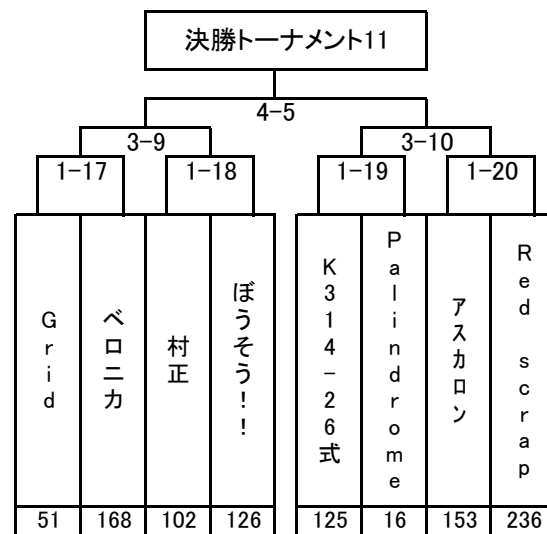 決勝トーナメント11
4-5
3-9
3-10
1-17
1-18
1-19
1-20
Grid
ベロニカ
村正
ぼうそう！！
K314-26式
Palindrome
アスカロン
Red scrap
51
168
102
126
125
16
153
236